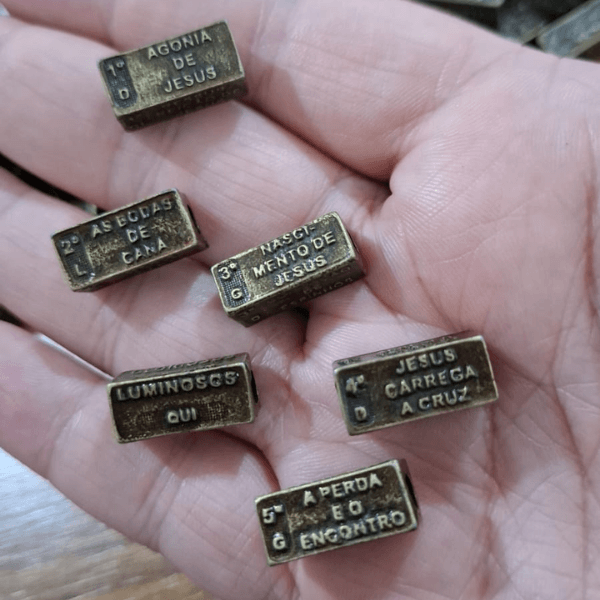 1º
D
AGONIA
DE
JESUS
2º
L
AS BODAS
DE
CANÁ
3º
G
NASCI-
MENTO DE
JESUS
LUMINOSOS
QUI
4º
D
JESUS
CARREGA
A CRUZ
5º
G
A PERDA
E O
ENCONTRO